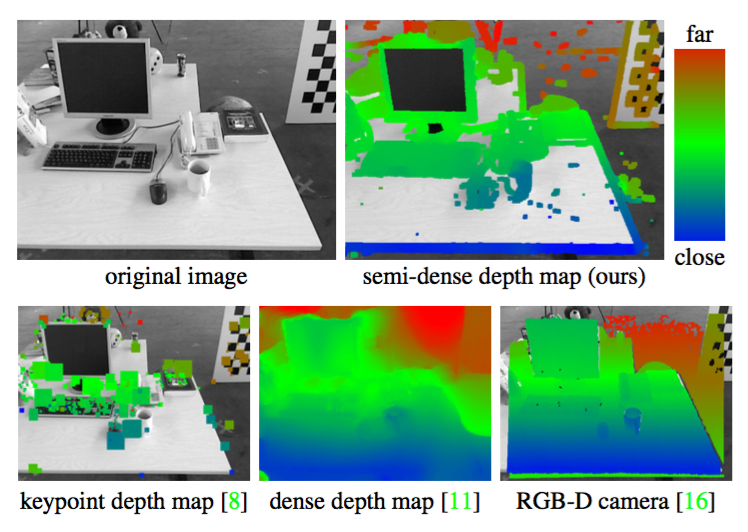 far
close
original image
semi-dense depth map (ours)
keypoint depth map [8]
dense depth map [11]
RGB-D camera [16]